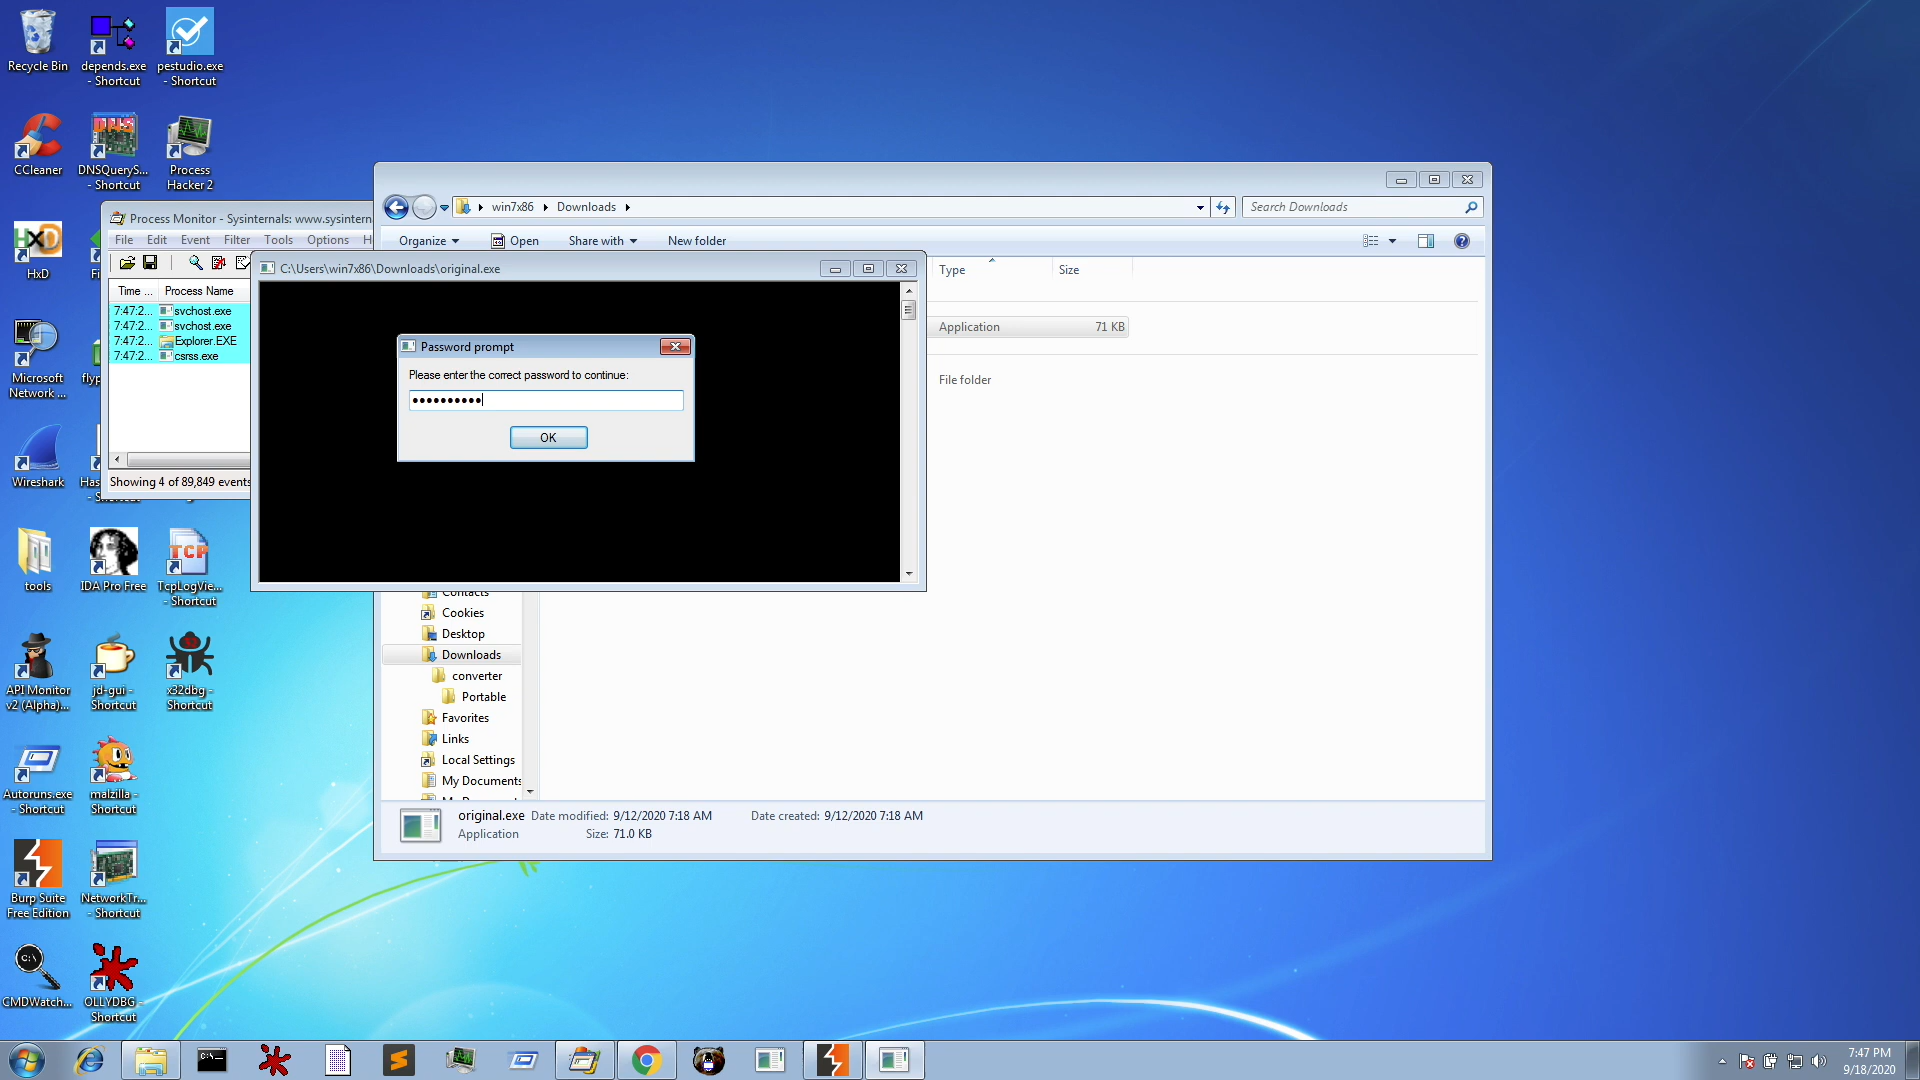 Recycle Bin
depends.exe
- Shortcut
pestudio.exe
- Shortcut
CCleaner
DNSQueryS...
- Shortcut
Process
Hacker 2
HxD
Microsoft
Network ...
Wireshark
tools
IDA Pro Free
TcpLogVie...
- Shortcut
API Monitor
v2 (Alpha)...
jd-gui -
Shortcut
x32dbg -
Shortcut
Autoruns.exe
- Shortcut
malzilla -
Shortcut
Burp Suite
Free Edition
NetworkTr...
- Shortcut
CMDWatch...
OLLYDBG -
Shortcut
Process Monitor - Sysinternals: www.sysintern
File Edit Event Filter Tools Options H
Time ... Process Name
7:47:2... svchost.exe
7:47:2... svchost.exe
7:47:2... Explorer.EXE
7:47:2... csrss.exe
Showing 4 of 89,849 events
win7x86 Downloads
Search Downloads
Organize Open Share with New folder
Type Size
Application 71 KB
File folder
C:\Users\win7x86\Downloads\original.exe
Password prompt
Please enter the correct password to continue:
OK
Contacts
Cookies
Desktop
Downloads
converter
Portable
Favorites
Links
Local Settings
My Documents
original.exe Date modified: 9/12/2020 7:18 AM Date created: 9/12/2020 7:18 AM
Application Size: 71.0 KB
7:47 PM
9/18/2020